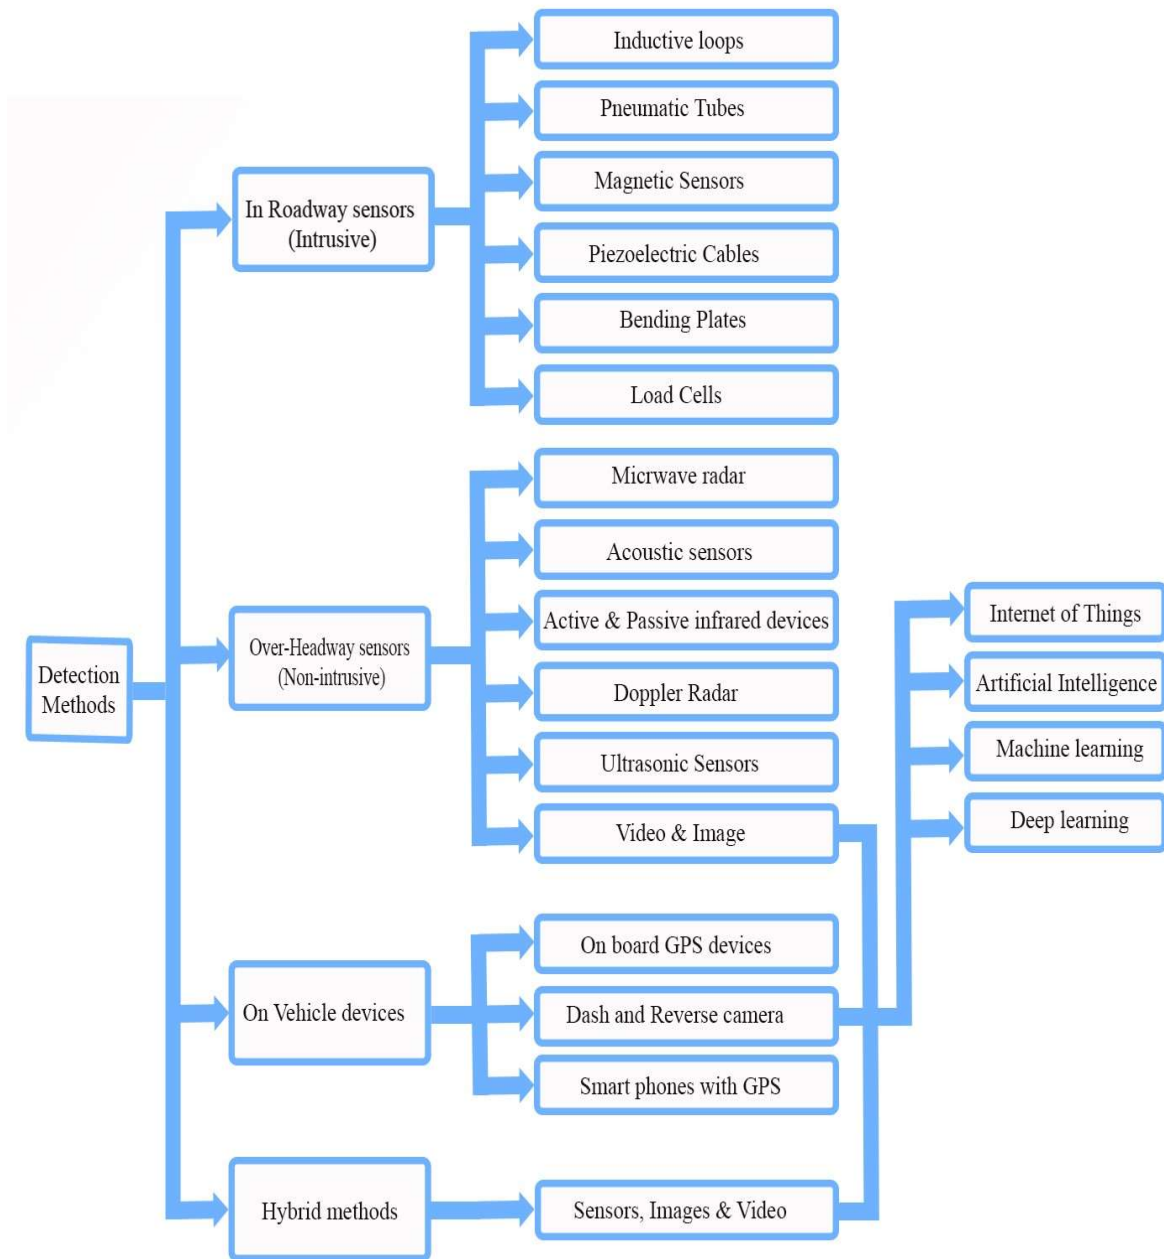 Detection
Methods
In Roadway sensors
(Intrusive)
Inductive loops
Pneumatic Tubes
Magnetic Sensors
Piezoelectric Cables
Bending Plates
Load Cells
Over-Headway sensors
(Non-intrusive)
Micrwave radar
Acoustic sensors
Active & Passive infrared devices
Doppler Radar
Ultrasonic Sensors
Video & Image
On Vehicle devices
On board GPS devices
Dash and Reverse camera
Smart phones with GPS
Hybrid methods
Sensors, Images & Video
Internet of Things
Artificial Intelligence
Machine learning
Deep learning